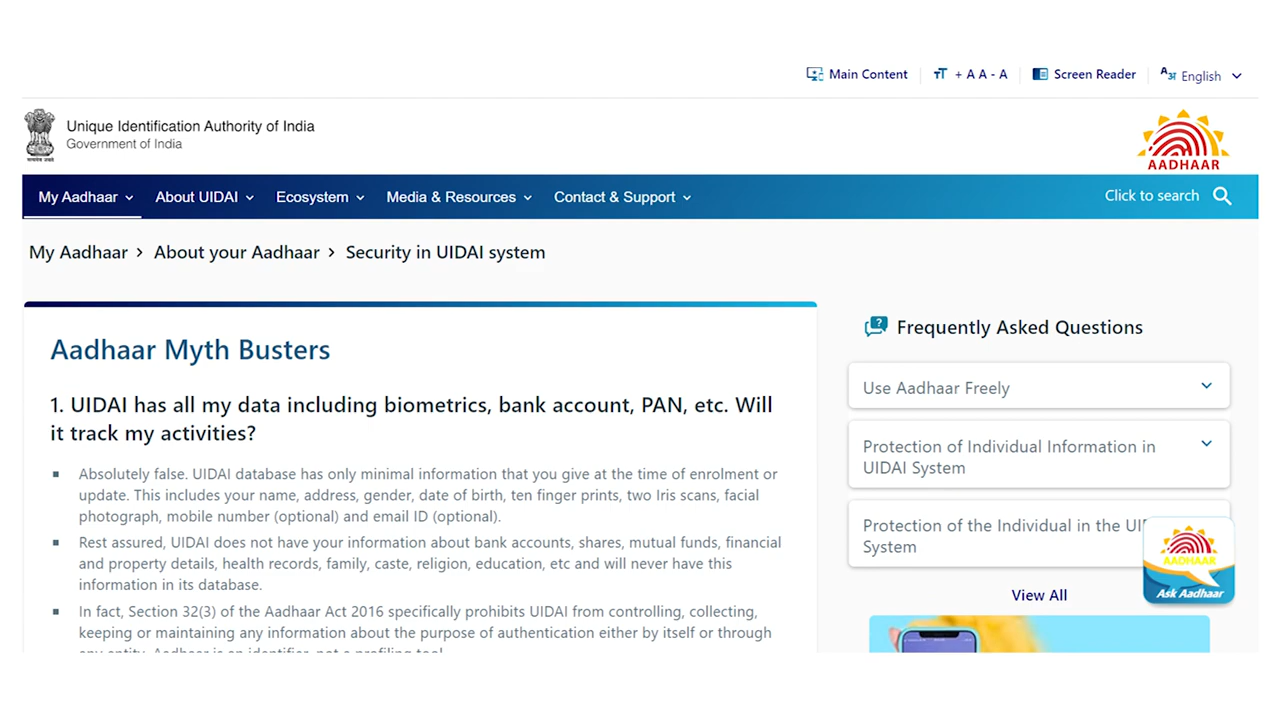 Main Content
+ A A - A
Screen Reader
English
Unique Identification Authority of India
Government of India
AADHAAR
My Aadhaar
About UIDAI
Ecosystem
Media & Resources
Contact & Support
Click to search
My Aadhaar > About your Aadhaar > Security in UIDAI system
Aadhaar Myth Busters
1. UIDAI has all my data including biometrics, bank account, PAN, etc. Will
it track my activities?
Absolutely false. UIDAI database has only minimal information that you give at the time of enrolment or
update. This includes your name, address, gender, date of birth, ten finger prints, two Iris scans, facial
photograph, mobile number (optional) and email ID (optional).
Rest assured, UIDAI does not have your information about bank accounts, shares, mutual funds, financial
and property details, health records, family, caste, religion, education, etc and will never have this
information in its database.
In fact, Section 32(3) of the Aadhaar Act 2016 specifically prohibits UIDAI from controlling, collecting,
keeping or maintaining any information about the purpose of authentication either by itself or through
any entity. Aadhaar is an identifier, not a profiling tool.
Frequently Asked Questions
Use Aadhaar Freely
Protection of Individual Information in
UIDAI System
Protection of the Individual in the
System
AADHAAR
Ask Aadhaar
View All